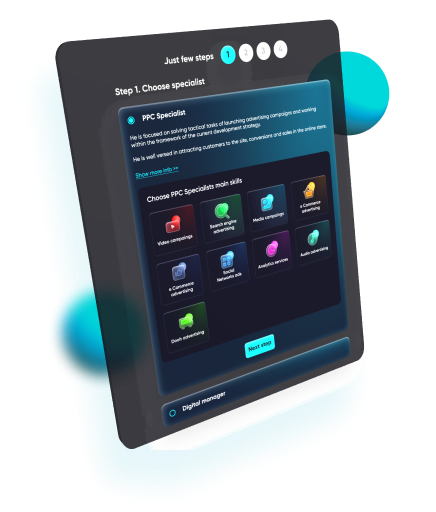 Just few steps 1 2 3 4
Step 1. Choose specialist
PPC Specialist
He is focused on solving tactical tasks of launching advertising campaigns and working
within the framework of the current development strategy.
He is well versed in attracting customers to the site, conversions and sales in the online store.
Show more info >>
Choose PPC Specialists main skills
Video campaings
Search engine
advertising
Media campaings
e Commerce
advertising
e Commerce
advertising
Social
Networks ads
Analytics services
Audio advertising
Dooh advertising
Next step
Digital manager